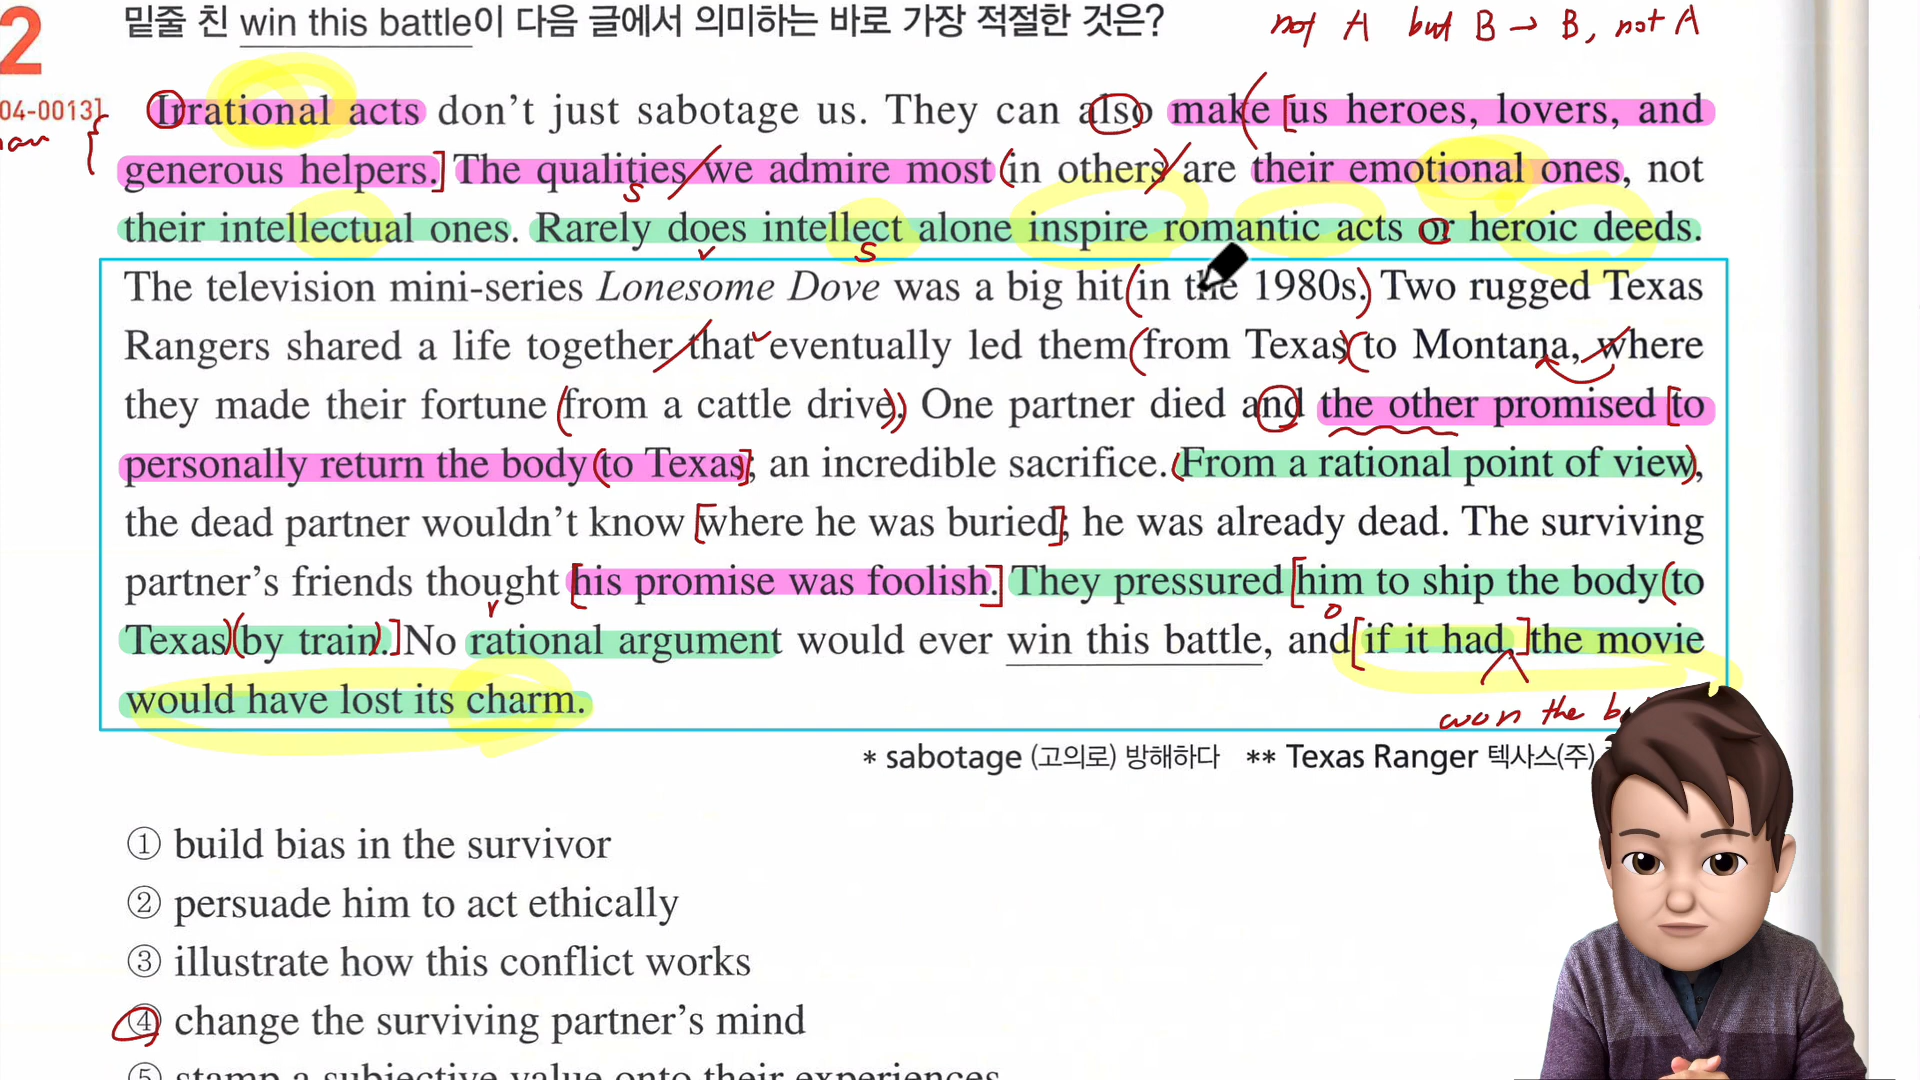 2
밑줄 친 win this battle이 다음 글에서 의미하는 바로 가장 적절한 것은?
not A but B → B, not A
04-0013]
Irrational acts don't just sabotage us. They can also make us heroes, lovers, and
generous helpers. The qualities we admire most in others are their emotional ones, not
s
their intellectual ones. Rarely does intellect alone inspire romantic acts or heroic deeds.
v s
The television mini-series Lonesome Dove was a big hit in the 1980s. Two rugged Texas
Rangers shared a life together that eventually led them from Texas to Montana, where
they made their fortune from a cattle drive. One partner died and the other promised to
personally return the body to Texas, an incredible sacrifice. From a rational point of view,
the dead partner wouldn't know where he was buried; he was already dead. The surviving
partner's friends thought his promise was foolish. They pressured him to ship the body to
v o
Texas by train. No rational argument would ever win this battle, and if it had, the movie
would have lost its charm.
won the
* sabotage (고의로) 방해하다 ** Texas Ranger 텍사스(주)
① build bias in the survivor
② persuade him to act ethically
③ illustrate how this conflict works
④ change the surviving partner's mind
⑤ stamp a subjective value onto their experiences